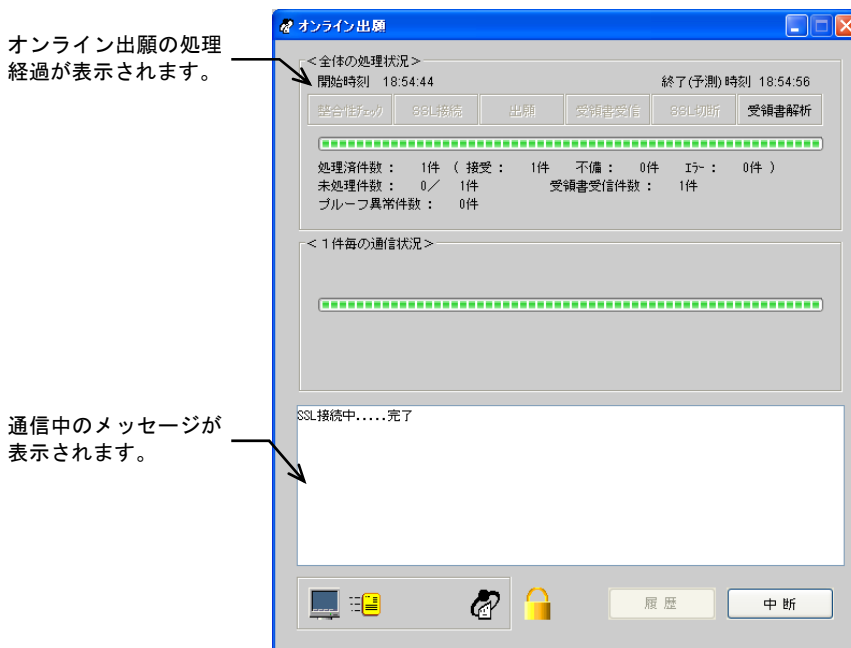 オンライン出願
オンライン出願の処理
経過が表示されます。
<全体の処理状況>
開始時刻 18:54:44 終了(予測)時刻 18:54:56
整合性ﾁｪｯｸ SSL接続 出願 受領書受信 SSL切断 受領書解析
処理済件数: 1件 ( 接受: 1件 不備: 0件 ｴﾗｰ: 0件 )
未処理件数: 0／ 1件 受領書受信件数: 1件
プルーフ異常件数: 0件
<1件毎の通信状況>
SSL接続中.....完了
通信中のメッセージが
表示されます。
履歴 中断